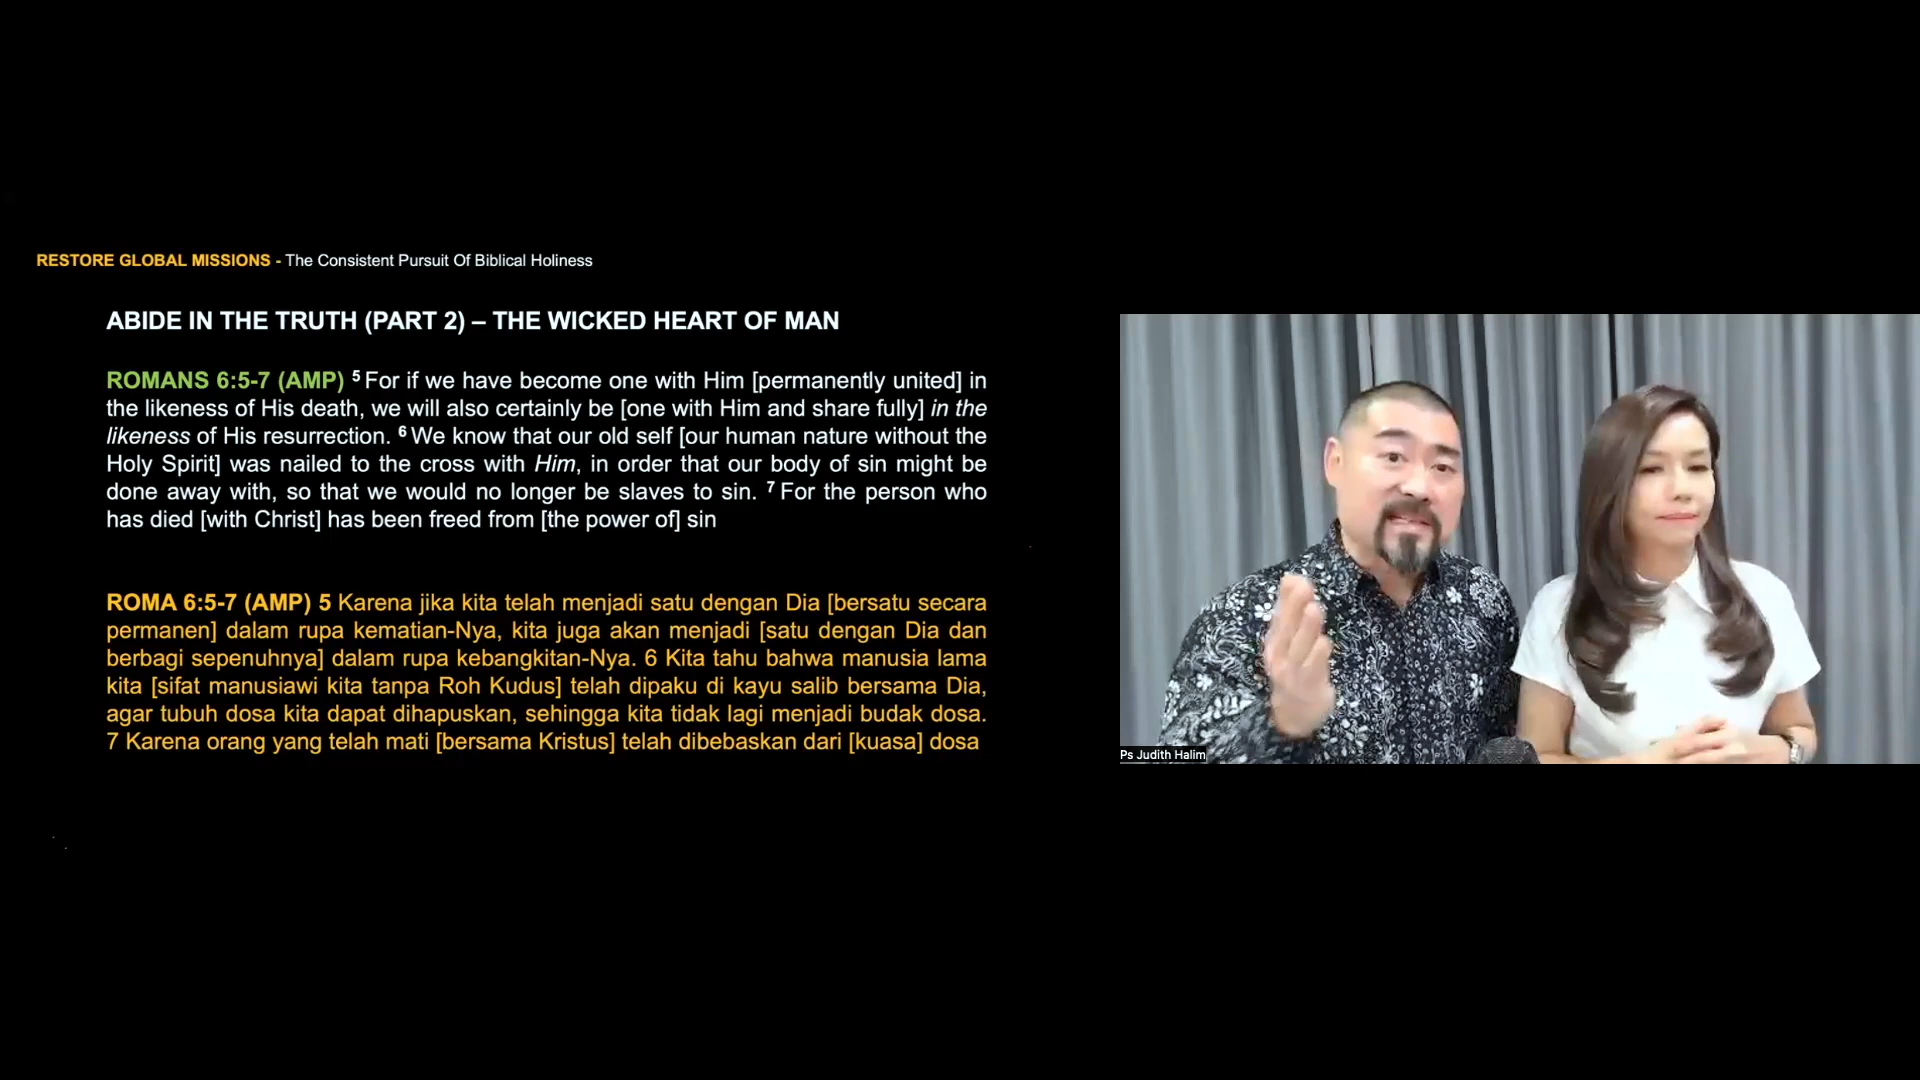 RESTORE GLOBAL MISSIONS - The Consistent Pursuit Of Biblical Holiness
ABIDE IN THE TRUTH (PART 2) – THE WICKED HEART OF MAN
ROMANS 6:5-7 (AMP) 5 For if we have become one with Him [permanently united] in
the likeness of His death, we will also certainly be [one with Him and share fully] in the
likeness of His resurrection. 6 We know that our old self [our human nature without the
Holy Spirit] was nailed to the cross with Him, in order that our body of sin might be
done away with, so that we would no longer be slaves to sin. 7 For the person who
has died [with Christ] has been freed from [the power of] sin
ROMA 6:5-7 (AMP) 5 Karena jika kita telah menjadi satu dengan Dia [bersatu secara
permanen] dalam rupa kematian-Nya, kita juga akan menjadi [satu dengan Dia dan
berbagi sepenuhnya] dalam rupa kebangkitan-Nya. 6 Kita tahu bahwa manusia lama
kita [sifat manusiawi kita tanpa Roh Kudus] telah dipaku di kayu salib bersama Dia,
agar tubuh dosa kita dapat dihapuskan, sehingga kita tidak lagi menjadi budak dosa.
7 Karena orang yang telah mati [bersama Kristus] telah dibebaskan dari [kuasa] dosa
Ps Judith Halim